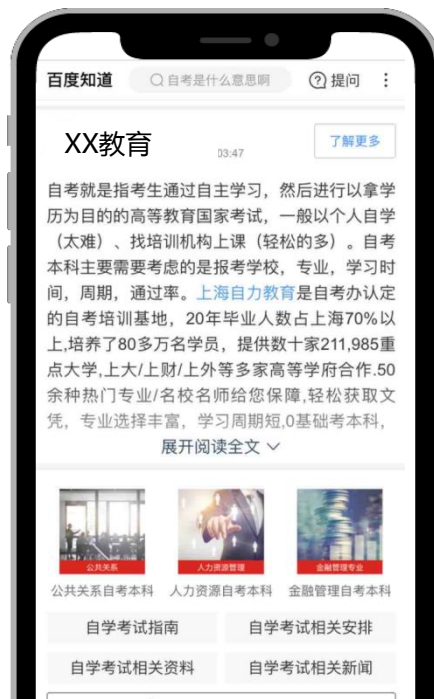 百度知道 自考是什么意思啊 提问
XX教育 03:47 了解更多
自考就是指考生通过自主学习，然后进行以拿学
历为目的的高等教育国家考试，一般以个人自学
（太难）、找培训机构上课（轻松的多）。自考
本科主要需要考虑的是报考学校，专业，学习时
间，周期，通过率。上海自力教育是自考办认定
的自考培训基地，20年毕业人数占上海70%以
上,培养了80多万名学员，提供数十家211,985重
点大学,上大/上财/上外等多家高等学府合作.50
余种热门专业/名校名师给您保障,轻松获取文
凭，专业选择丰富，学习周期短,0基础考本科，
展开阅读全文
公共关系 人力资源管理 金融管理专业
公共关系自考本科 人力资源自考本科 金融管理自考本科
自学考试指南 自学考试相关安排
自学考试相关资料 自学考试相关新闻